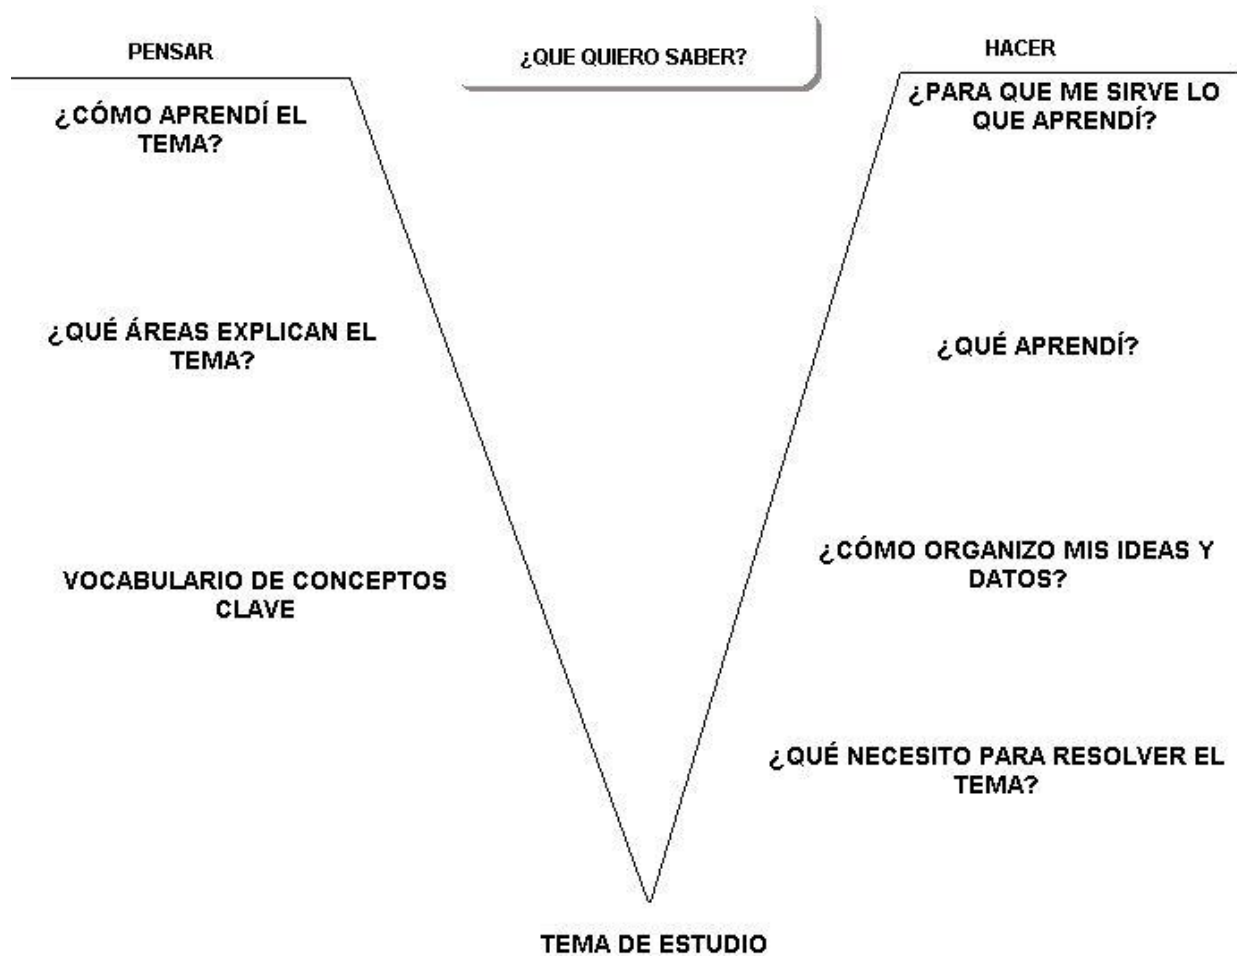 PENSAR
¿QUE QUIERO SABER?
HACER
¿CÓMO APRENDÍ EL
TEMA?
¿PARA QUE ME SIRVE LO
QUE APRENDÍ?
¿QUÉ ÁREAS EXPLICAN EL
TEMA?
¿QUÉ APRENDÍ?
VOCABULARIO DE CONCEPTOS
CLAVE
¿CÓMO ORGANIZO MIS IDEAS Y
DATOS?
¿QUÉ NECESITO PARA RESOLVER EL
TEMA?
TEMA DE ESTUDIO